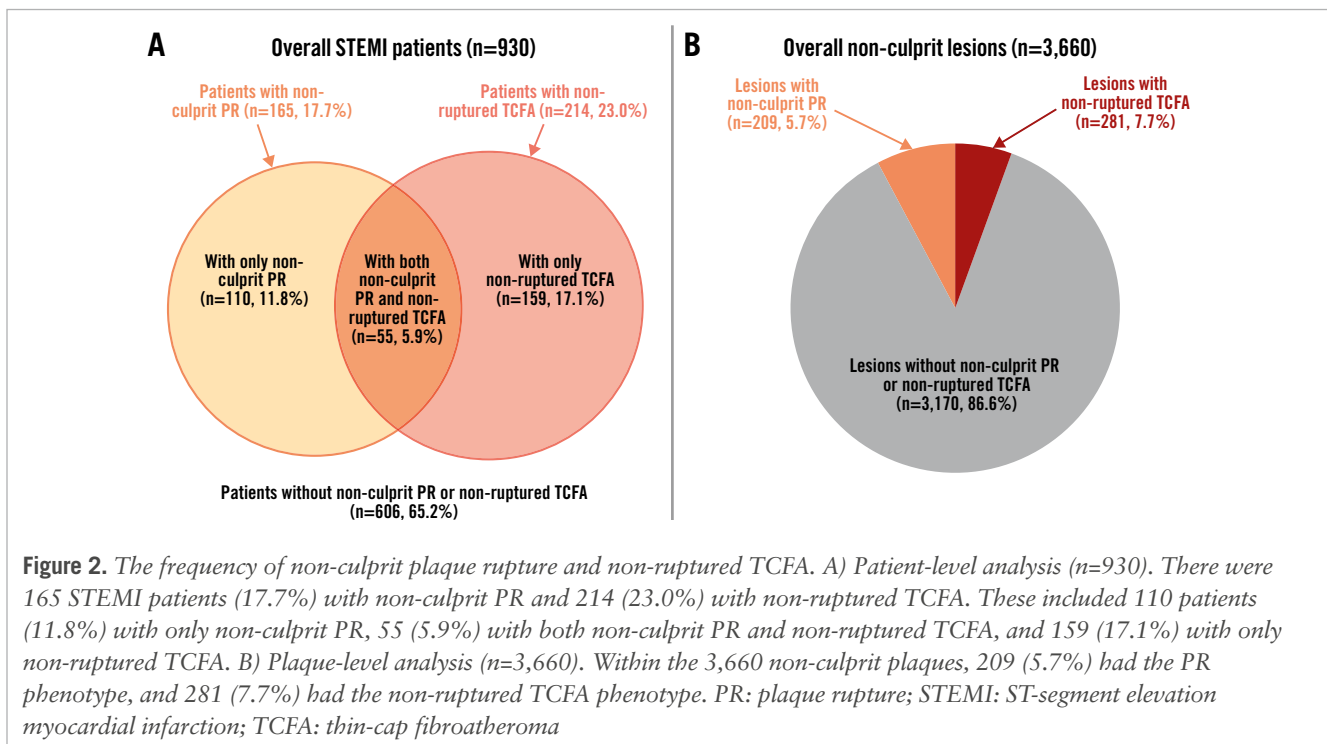 A
Overall STEMI patients (n=930)
Patients with non-
culprit PR (n=165, 17.7%)
Patients with non-
ruptured TCFA (n=214, 23.0%)
With only non-
culprit PR
(n=110, 11.8%)
With both
non-culprit
PR and non-
ruptured TCFA
(n=55, 5.9%)
With only
non-ruptured TCFA
(n=159, 17.1%)
Patients without non-culprit PR or non-ruptured TCFA
(n=606, 65.2%)
B
Overall non-culprit lesions (n=3,660)
Lesions with
non-culprit PR
(n=209, 5.7%)
Lesions with
non-ruptured TCFA
(n=281, 7.7%)
Lesions without non-culprit PR
or non-ruptured TCFA
(n=3,170, 86.6%)
Figure 2. The frequency of non-culprit plaque rupture and non-ruptured TCFA. A) Patient-level analysis (n=930). There were
165 STEMI patients (17.7%) with non-culprit PR and 214 (23.0%) with non-ruptured TCFA. These included 110 patients
(11.8%) with only non-culprit PR, 55 (5.9%) with both non-culprit PR and non-ruptured TCFA, and 159 (17.1%) with only
non-ruptured TCFA. B) Plaque-level analysis (n=3,660). Within the 3,660 non-culprit plaques, 209 (5.7%) had the PR
phenotype, and 281 (7.7%) had the non-ruptured TCFA phenotype. PR: plaque rupture; STEMI: ST-segment elevation
myocardial infarction; TCFA: thin-cap fibroatheroma